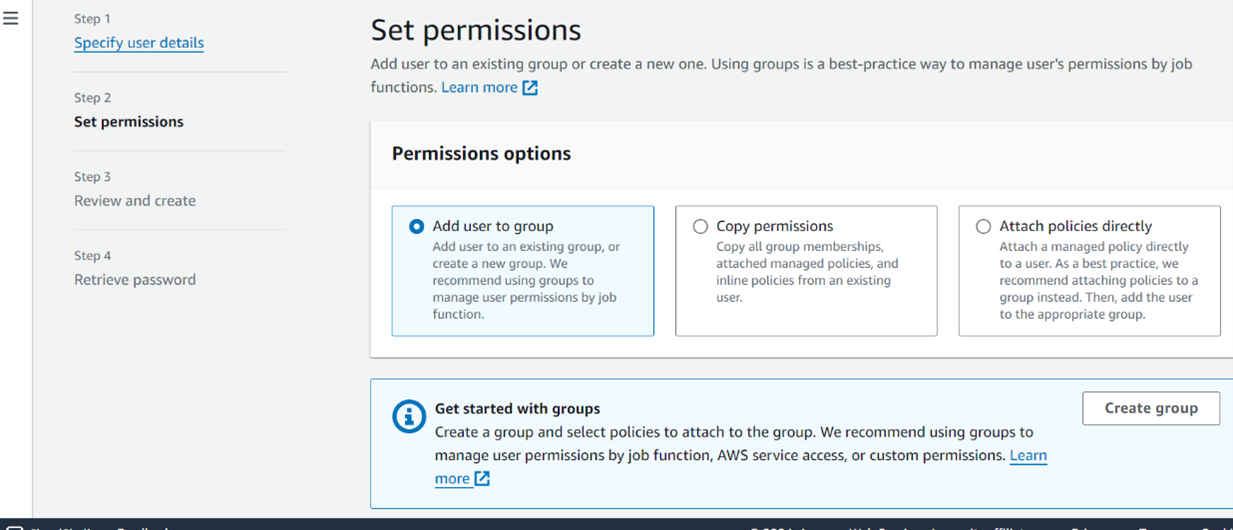 Step 1
Specify user details
Step 2
Set permissions
Step 3
Review and create
Step 4
Retrieve password
Set permissions
Add user to an existing group or create a new one. Using groups is a best-practice way to manage user's permissions by job
functions. Learn more
Permissions options
Add user to group
Add user to an existing group, or
create a new group. We
recommend using groups to
manage user permissions by job
function.
Copy permissions
Copy all group memberships,
attached managed policies, and
inline policies from an existing
user.
Attach policies directly
Attach a managed policy directly
to a user. As a best practice, we
recommend attaching policies to a
group instead. Then, add the user
to the appropriate group.
Get started with groups
Create a group and select policies to attach to the group. We recommend using groups to
manage user permissions by job function, AWS service access, or custom permissions. Learn
more
Create group